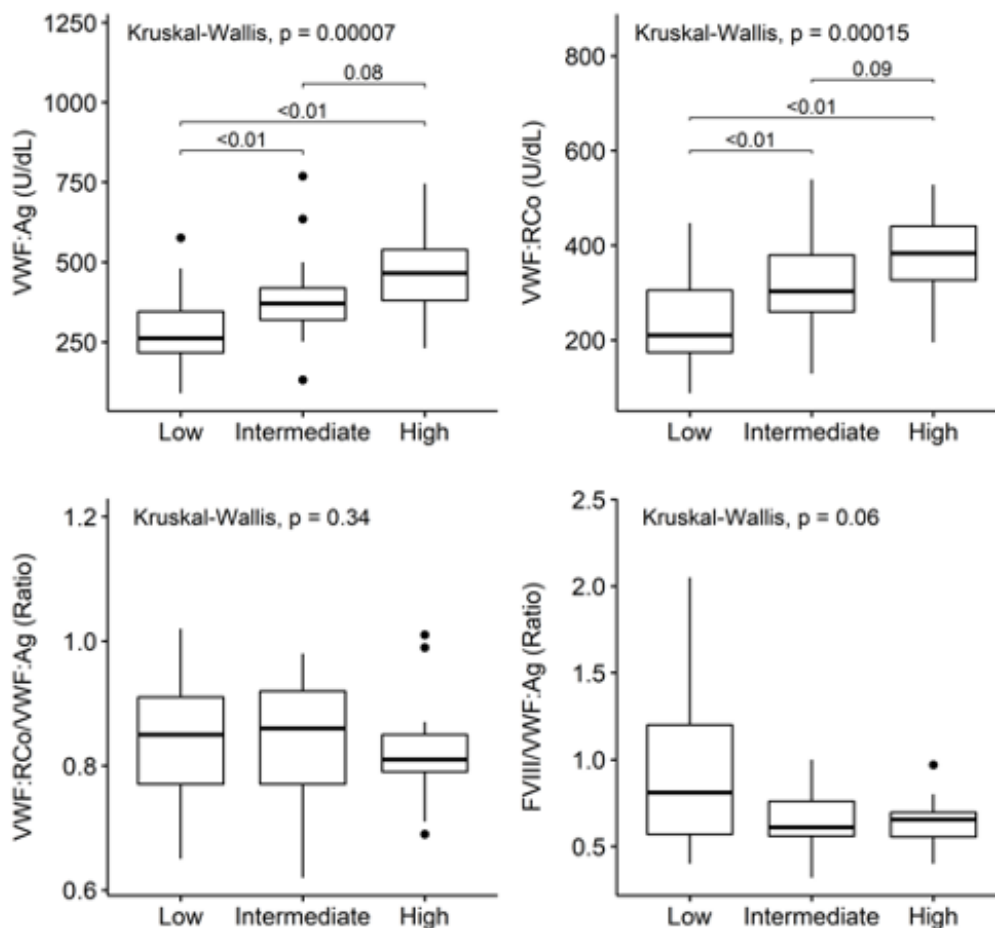 VWF:Ag (U/dL)
1250
1000
750
500
250
Kruskal-Wallis, p = 0.00007
0.08
<0.01
<0.01
Low Intermediate High
VWF:RCo (U/dL)
800
600
400
200
Kruskal-Wallis, p = 0.00015
0.09
<0.01
<0.01
Low Intermediate High
VWF:RCo/VWF:Ag (Ratio)
1.2
1.0
0.8
0.6
Kruskal-Wallis, p = 0.34
Low Intermediate High
FVIII/VWF:Ag (Ratio)
2.5
2.0
1.5
1.0
0.5
Kruskal-Wallis, p = 0.06
Low Intermediate High